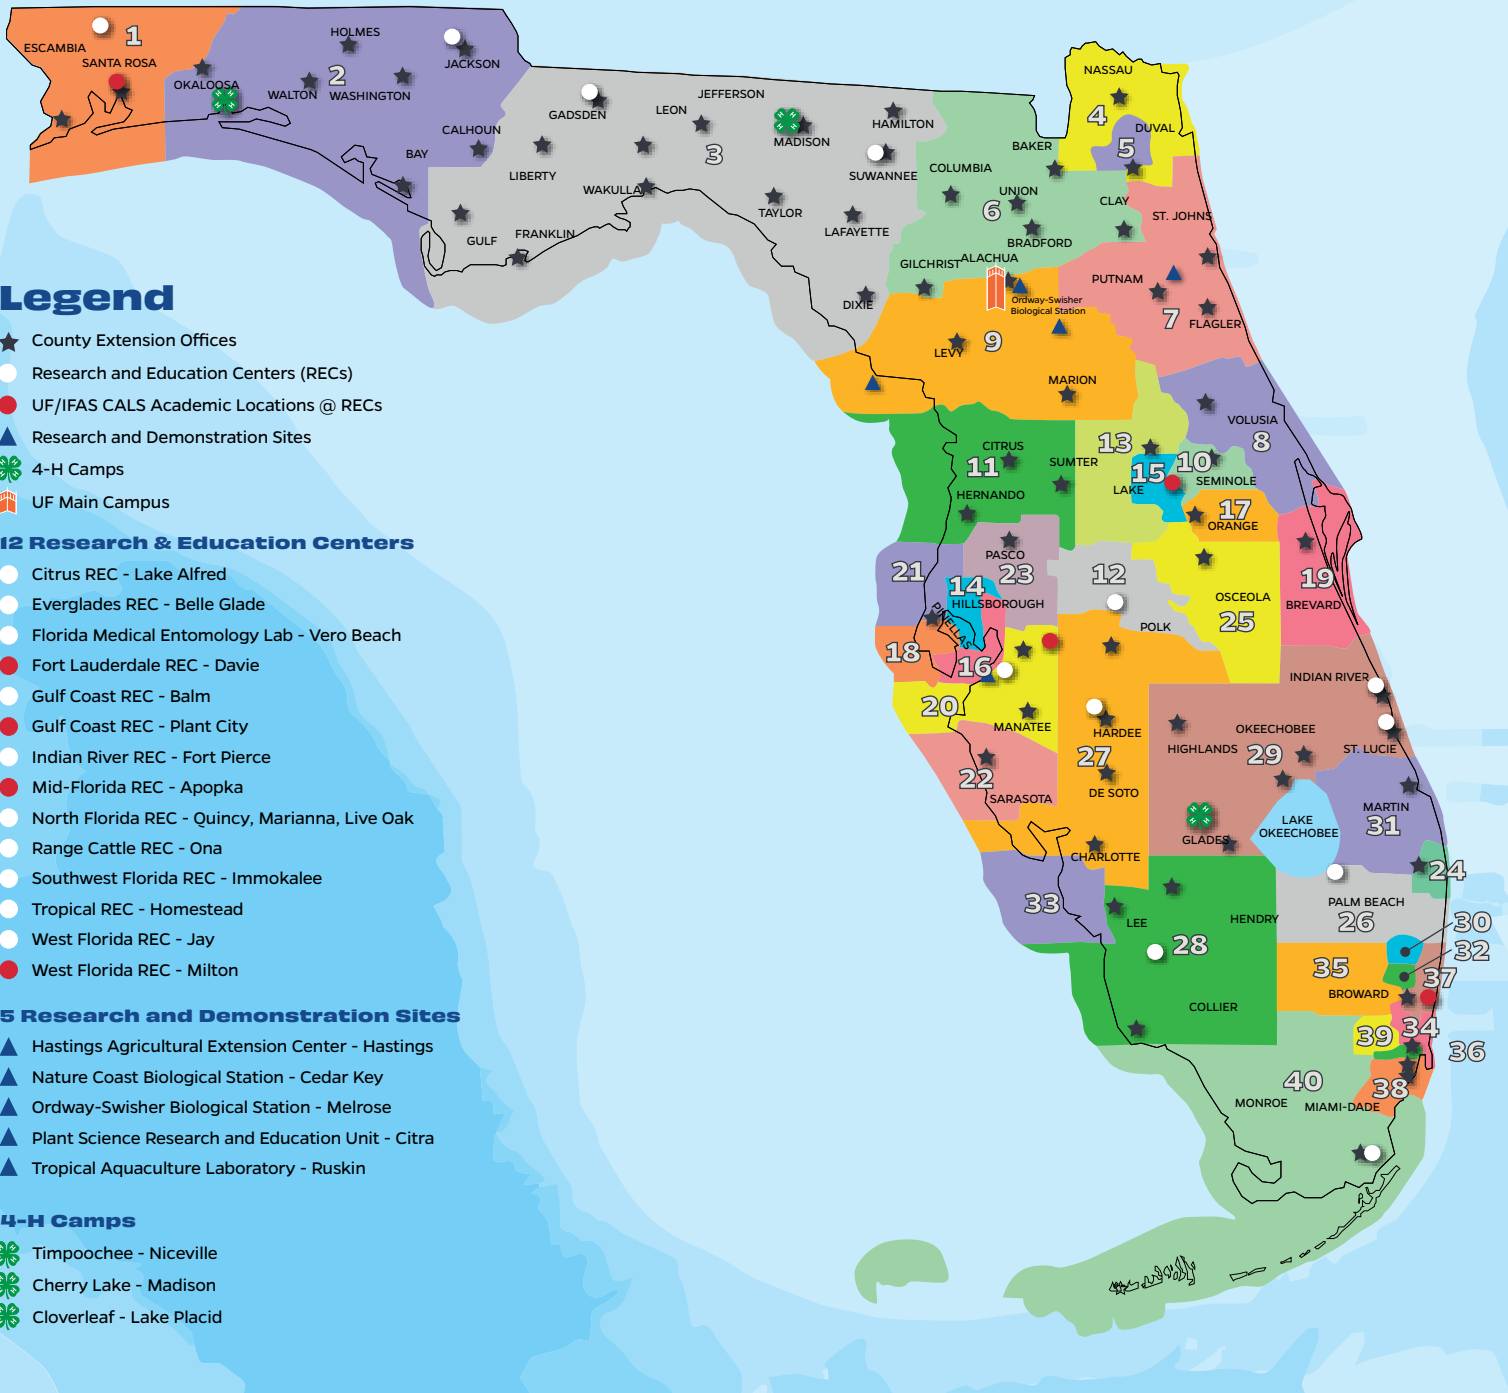 ESCAMBIA
1
SANTA ROSA
OKALOOSA
HOLMES
2
WALTON
WASHINGTON
JACKSON
CALHOUN
BAY
GADSDEN
LEON
JEFFERSON
3
MADISON
HAMILTON
SUWANNEE
LIBERTY
WAKULLA
TAYLOR
LAFAYETTE
GULF
FRANKLIN
DIXIE
NASSAU
4
DUVAL
5
BAKER
COLUMBIA
UNION
6
CLAY
ST. JOHNS
BRADFORD
GILCHRIST
ALACHUA
Ordway-Swisher
Biological Station
PUTNAM
7
FLAGLER
LEVY
9
MARION
VOLUSIA
8
CITRUS
11
SUMTER
HERNANDO
13
15
LAKE
10
SEMINOLE
17
ORANGE
PASCO
23
21
14
HILLSBOROUGH
PINELLAS
12
POLK
OSCEOLA
25
19
BREVARD
18
16
20
MANATEE
HARDEE
27
DE SOTO
INDIAN RIVER
OKEECHOBEE
HIGHLANDS
29
ST. LUCIE
22
SARASOTA
GLADES
LAKE
OKEECHOBEE
MARTIN
31
CHARLOTTE
24
33
LEE
HENDRY
28
PALM BEACH
26
30
32
35
37
BROWARD
COLLIER
39
34
36
40
38
MONROE
MIAMI-DADE
Legend
County Extension Offices
Research and Education Centers (RECs)
UF/IFAS CALS Academic Locations @ RECs
Research and Demonstration Sites
4-H Camps
UF Main Campus
12 Research & Education Centers
Citrus REC - Lake Alfred
Everglades REC - Belle Glade
Florida Medical Entomology Lab - Vero Beach
Fort Lauderdale REC - Davie
Gulf Coast REC - Balm
Gulf Coast REC - Plant City
Indian River REC - Fort Pierce
Mid-Florida REC - Apopka
North Florida REC - Quincy, Marianna, Live Oak
Range Cattle REC - Ona
Southwest Florida REC - Immokalee
Tropical REC - Homestead
West Florida REC - Jay
West Florida REC - Milton
5 Research and Demonstration Sites
Hastings Agricultural Extension Center - Hastings
Nature Coast Biological Station - Cedar Key
Ordway-Swisher Biological Station - Melrose
Plant Science Research and Education Unit - Citra
Tropical Aquaculture Laboratory - Ruskin
4-H Camps
Timpoochee - Niceville
Cherry Lake - Madison
Cloverleaf - Lake Placid